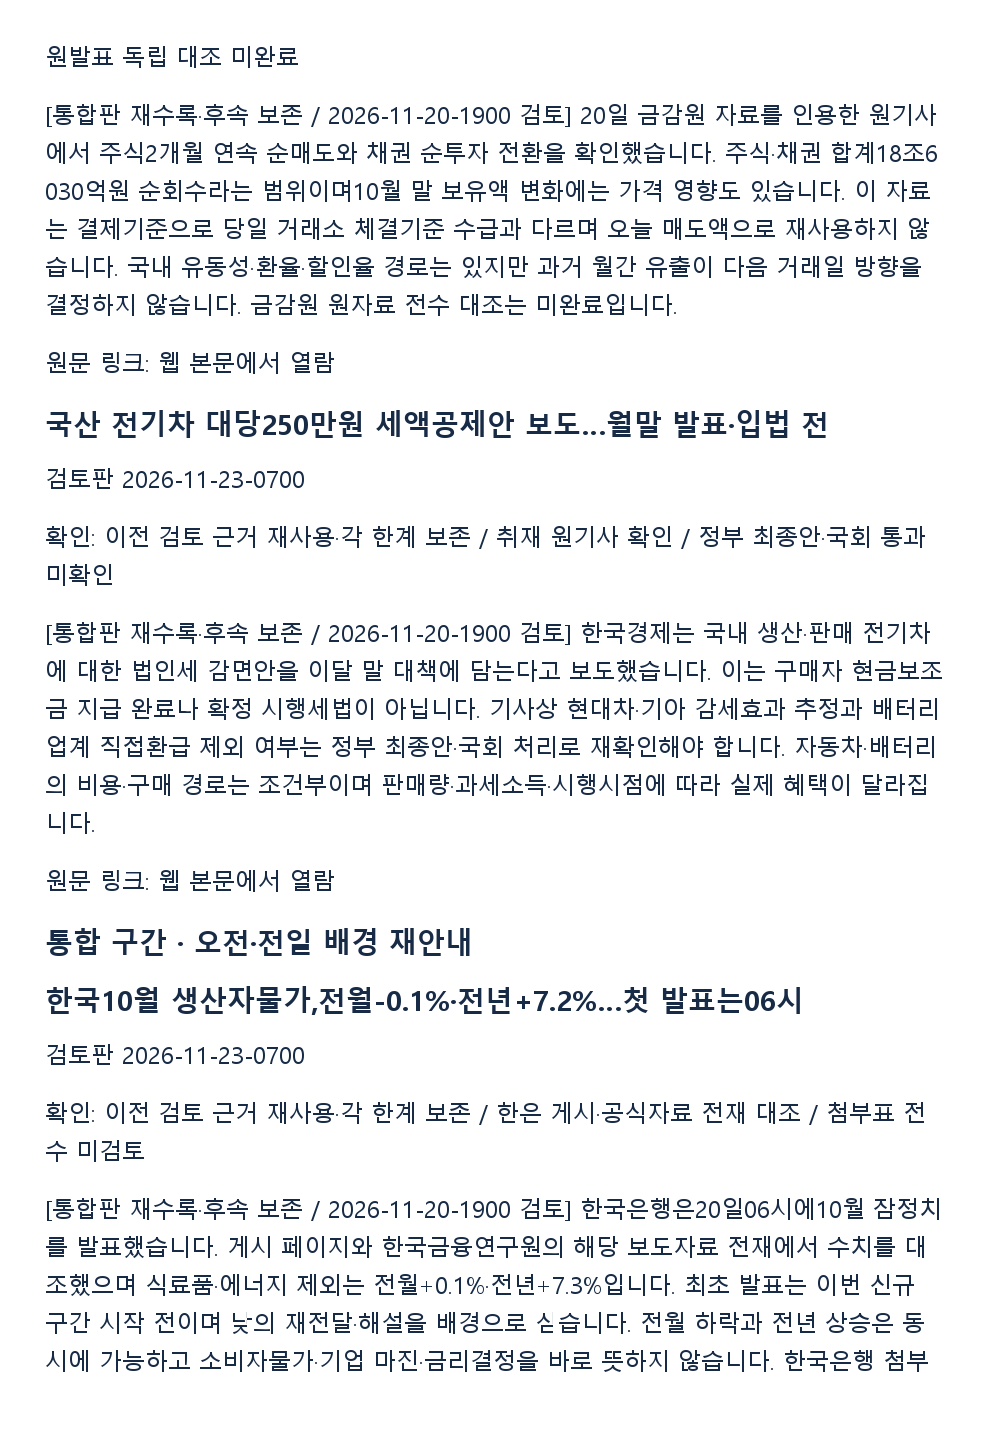 원발표 독립 대조 미완료
[통합판 재수록·후속 보존 / 2026-11-20-1900 검토] 20일 금감원 자료를 인용한 원기사
에서 주식2개월 연속 순매도와 채권 순투자 전환을 확인했습니다. 주식·채권 합계18조6
030억원 순회수라는 범위이며10월 말 보유액 변화에는 가격 영향도 있습니다. 이 자료
는 결제기준으로 당일 거래소 체결기준 수급과 다르며 오늘 매도액으로 재사용하지 않
습니다. 국내 유동성·환율·할인율 경로는 있지만 과거 월간 유출이 다음 거래일 방향을
결정하지 않습니다. 금감원 원자료 전수 대조는 미완료입니다.
원문 링크: 웹 본문에서 열람
국산 전기차 대당250만원 세액공제안 보도…월말 발표·입법 전
검토판 2026-11-23-0700
확인: 이전 검토 근거 재사용·각 한계 보존 / 취재 원기사 확인 / 정부 최종안·국회 통과
미확인
[통합판 재수록·후속 보존 / 2026-11-20-1900 검토] 한국경제는 국내 생산·판매 전기차
에 대한 법인세 감면안을 이달 말 대책에 담는다고 보도했습니다. 이는 구매자 현금보조
금 지급 완료나 확정 시행세법이 아닙니다. 기사상 현대차·기아 감세효과 추정과 배터리
업계 직접환급 제외 여부는 정부 최종안·국회 처리로 재확인해야 합니다. 자동차·배터리
의 비용·구매 경로는 조건부이며 판매량·과세소득·시행시점에 따라 실제 혜택이 달라집
니다.
원문 링크: 웹 본문에서 열람
통합 구간 · 오전·전일 배경 재안내
한국10월 생산자물가,전월-0.1%·전년+7.2%…첫 발표는06시
검토판 2026-11-23-0700
확인: 이전 검토 근거 재사용·각 한계 보존 / 한은 게시·공식자료 전재 대조 / 첨부표 전
수 미검토
[통합판 재수록·후속 보존 / 2026-11-20-1900 검토] 한국은행은20일06시에10월 잠정치
를 발표했습니다. 게시 페이지와 한국금융연구원의 해당 보도자료 전재에서 수치를 대
조했으며 식료품·에너지 제외는 전월+0.1%·전년+7.3%입니다. 최초 발표는 이번 신규
구간 시작 전이며 낮의 재전달·해설을 배경으로 싣습니다. 전월 하락과 전년 상승은 동
시에 가능하고 소비자물가·기업 마진·금리결정을 바로 뜻하지 않습니다. 한국은행 첨부